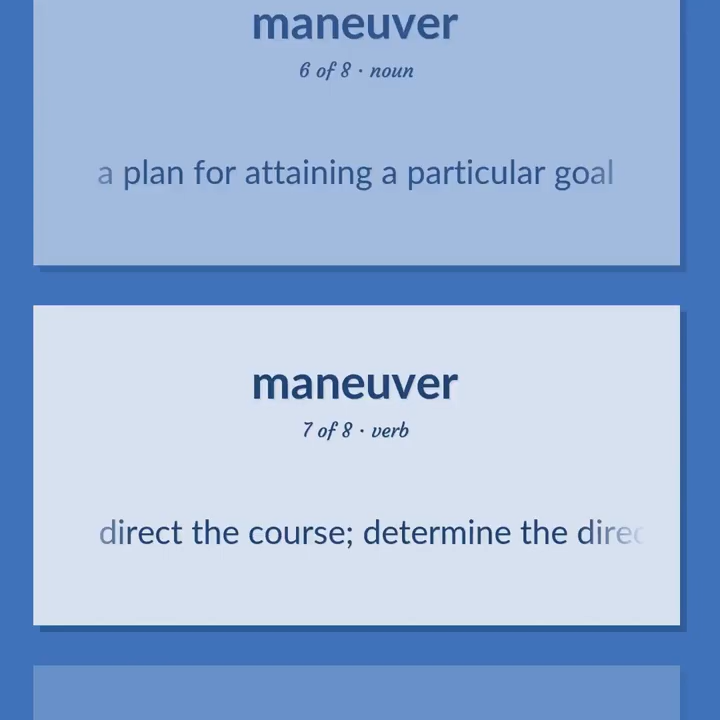 maneuver
6 of 8 · noun
a plan for attaining a particular goal
maneuver
7 of 8 · verb
direct the course; determine the direc